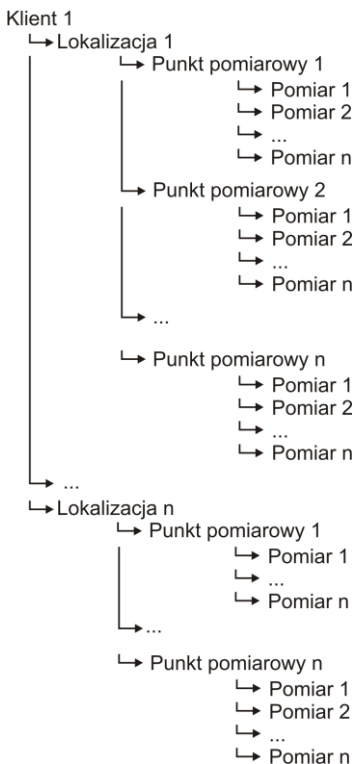 Klient 1
Lokalizacja 1
Punkt pomiarowy 1
Pomiar 1
Pomiar 2
...
Pomiar n
Punkt pomiarowy 2
Pomiar 1
Pomiar 2
...
Pomiar n
...
Punkt pomiarowy n
Pomiar 1
Pomiar 2
...
Pomiar n
...
Lokalizacja n
Punkt pomiarowy 1
Pomiar 1
...
Pomiar n
...
Punkt pomiarowy n
Pomiar 1
Pomiar 2
...
Pomiar n